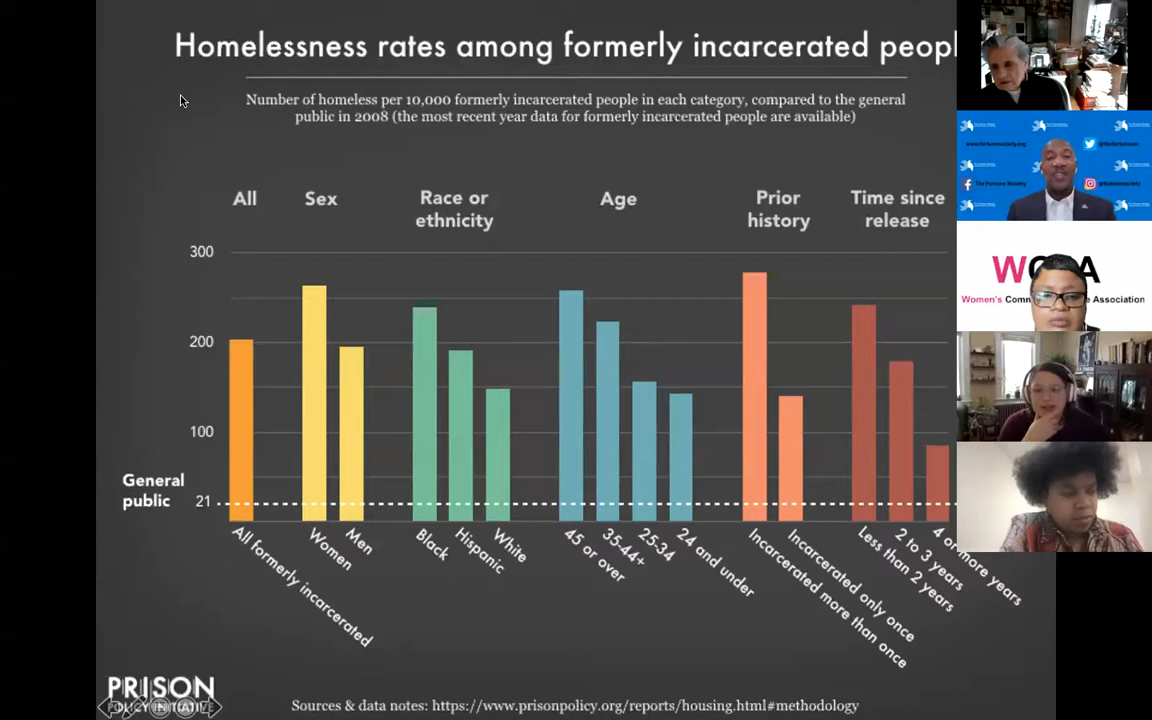 Homelessness rates among formerly incarcerated peopl
Number of homeless per 10,000 formerly incarcerated people in each category, compared to the general
public in 2008 (the most recent year data for formerly incarcerated people are available)
All
Sex
Race or
ethnicity
Age
Prior
history
Time since
release
300
200
100
General
public
21
All formerly incarcerated
Women
Men
Black
Hispanic
White
45 or over
35-44+
25-34
24 and under
Incarcerated more than once
Incarcerated only once
Less than 2 years
2 to 3 years
4 or more years
PRISON
POLICY INITIATIVE
Sources & data notes: https://www.prisonpolicy.org/reports/housing.html#methodology
www.fortunesociety.org
@thefortunesoc
The Fortune Society
@fortunesociety
W A
Women's Comm e Association